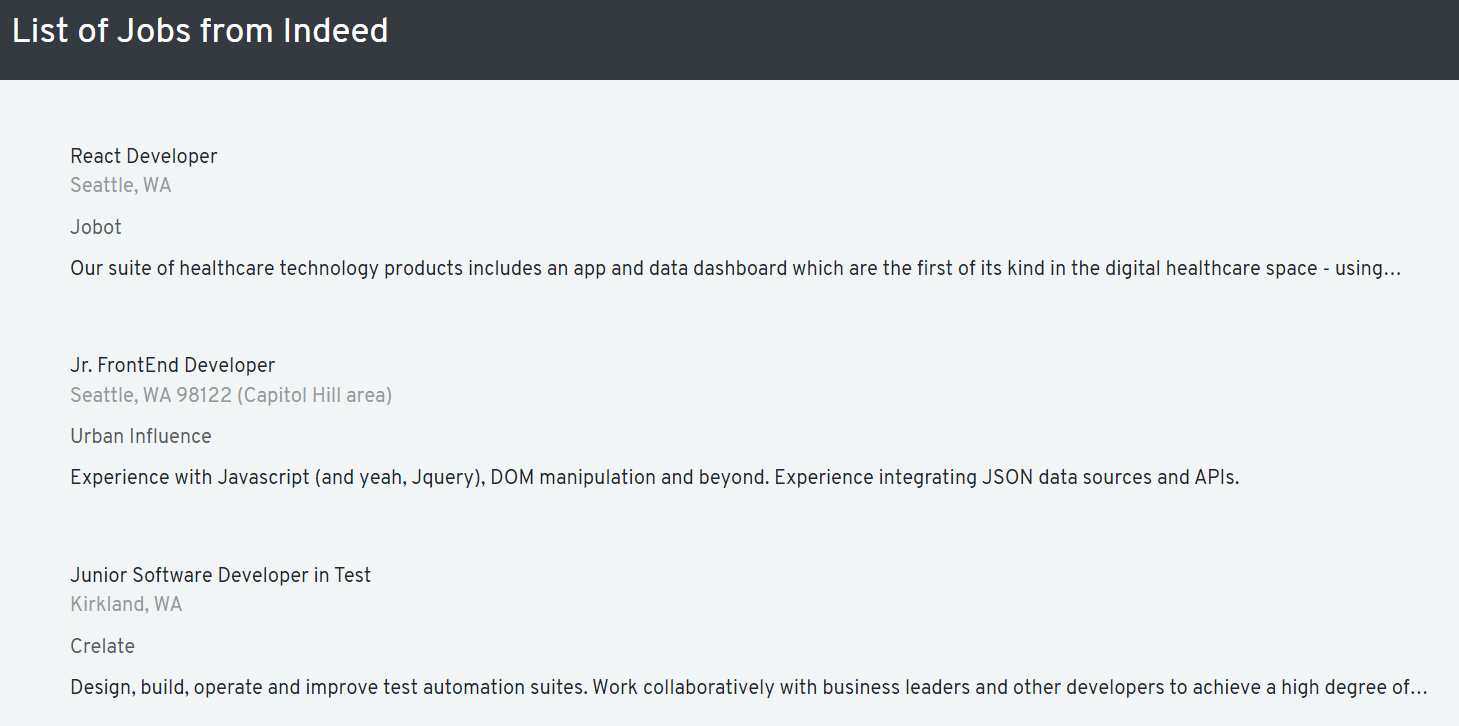 List of Jobs from Indeed
React Developer
Seattle, WA
Jobot
Our suite of healthcare technology products includes an app and data dashboard which are the first of its kind in the digital healthcare space - using…
Jr. FrontEnd Developer
Seattle, WA 98122 (Capitol Hill area)
Urban Influence
Experience with Javascript (and yeah, Jquery), DOM manipulation and beyond. Experience integrating JSON data sources and APIs.
Junior Software Developer in Test
Kirkland, WA
Crelate
Design, build, operate and improve test automation suites. Work collaboratively with business leaders and other developers to achieve a high degree of…